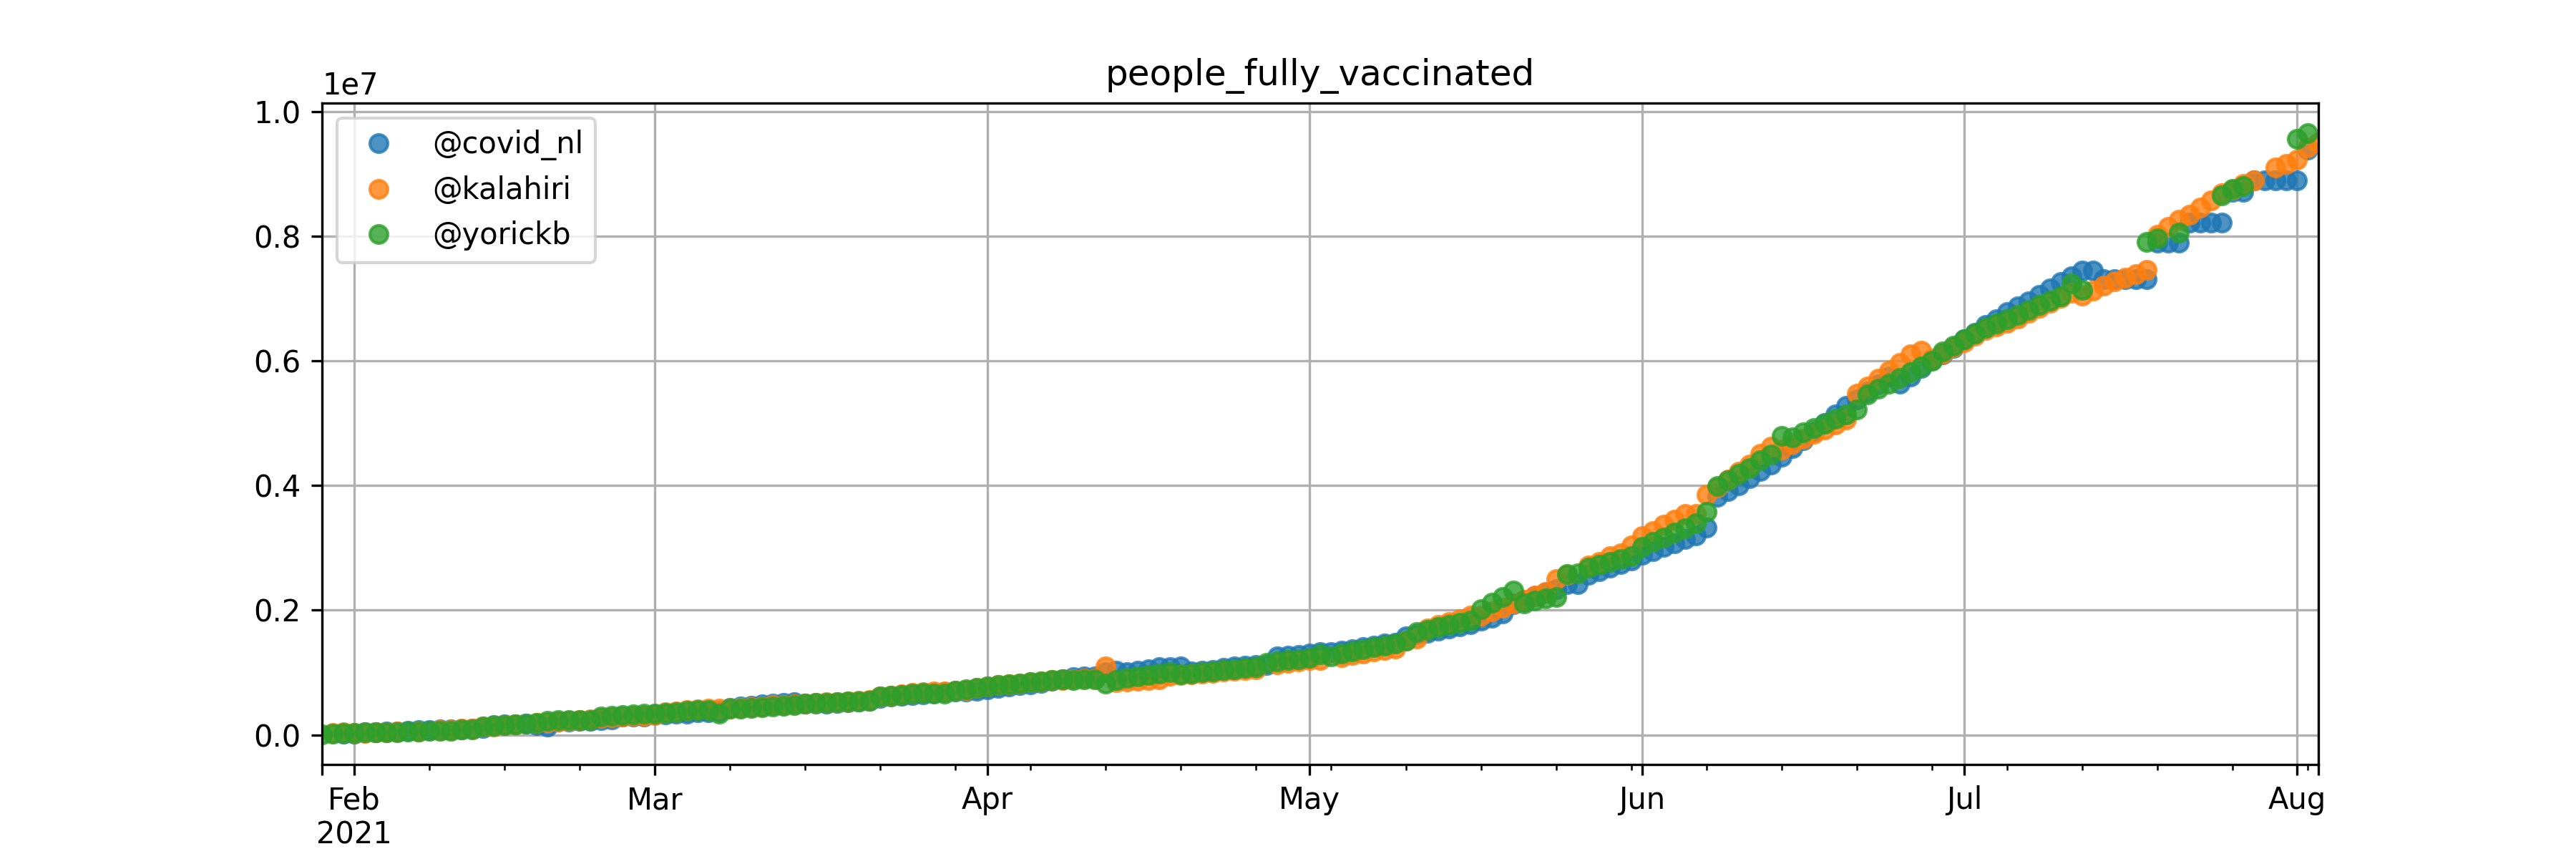 people_fully_vaccinated
1e7
1.0
0.8
0.6
0.4
0.2
0.0
@covid_nl
@kalahiri
@yorickb
Feb Mar Apr May Jun Jul Aug
2021